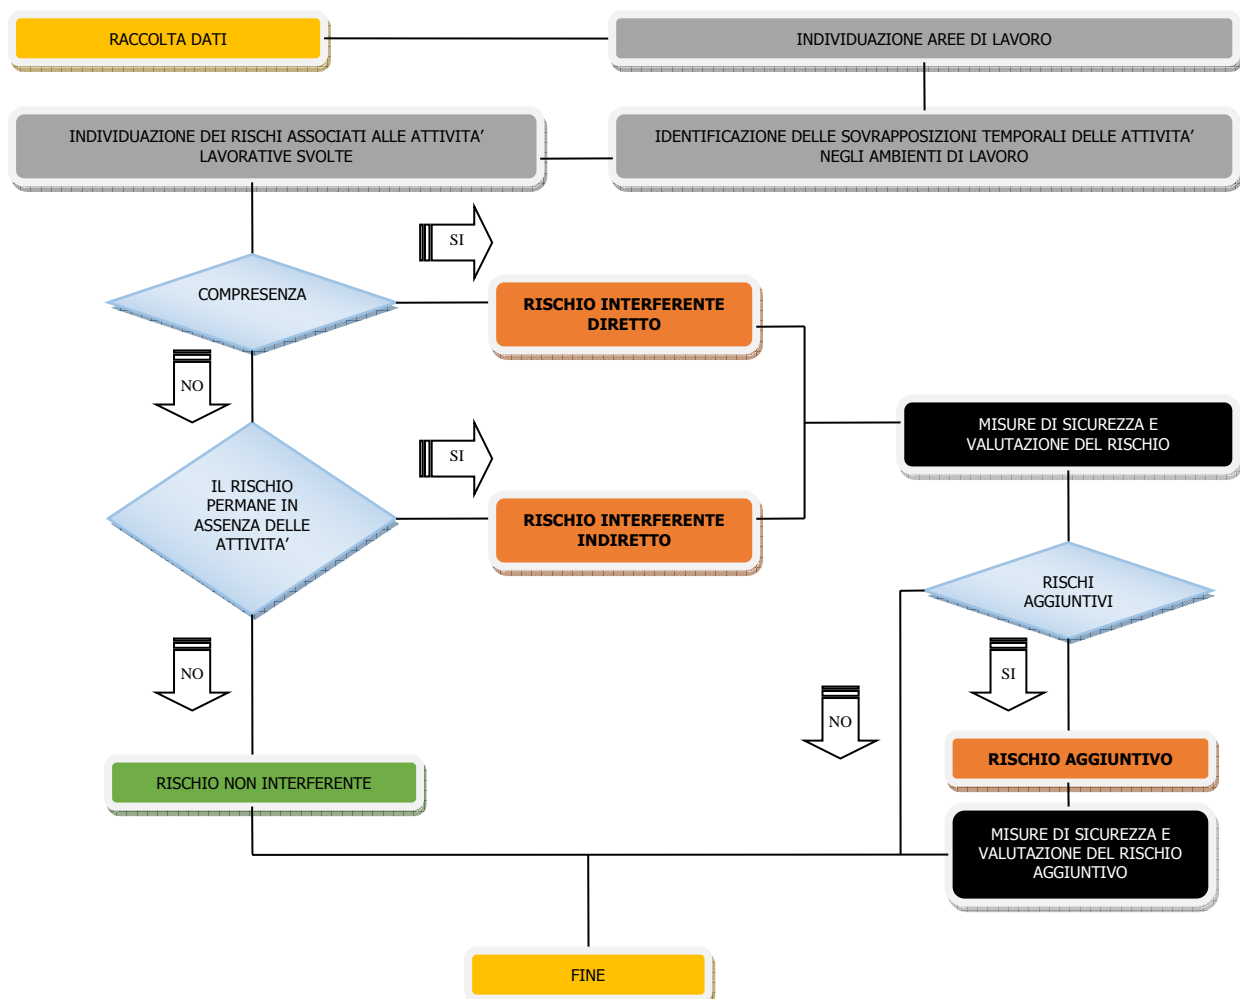 RACCOLTA DATI
INDIVIDUAZIONE AREE DI LAVORO
INDIVIDUAZIONE DEI RISCHI ASSOCIATI ALLE ATTIVITA’
LAVORATIVE SVOLTE
IDENTIFICAZIONE DELLE SOVRAPPOSIZIONI TEMPORALI DELLE ATTIVITA’
NEGLI AMBIENTI DI LAVORO
SI
COMPRESENZA
RISCHIO INTERFERENTE
DIRETTO
NO
MISURE DI SICUREZZA E
VALUTAZIONE DEL RISCHIO
SI
IL RISCHIO
PERMANE IN
ASSENZA DELLE
ATTIVITA’
RISCHIO INTERFERENTE
INDIRETTO
RISCHI
AGGIUNTIVI
NO
SI
NO
RISCHIO NON INTERFERENTE
RISCHIO AGGIUNTIVO
MISURE DI SICUREZZA E
VALUTAZIONE DEL RISCHIO
AGGIUNTIVO
FINE